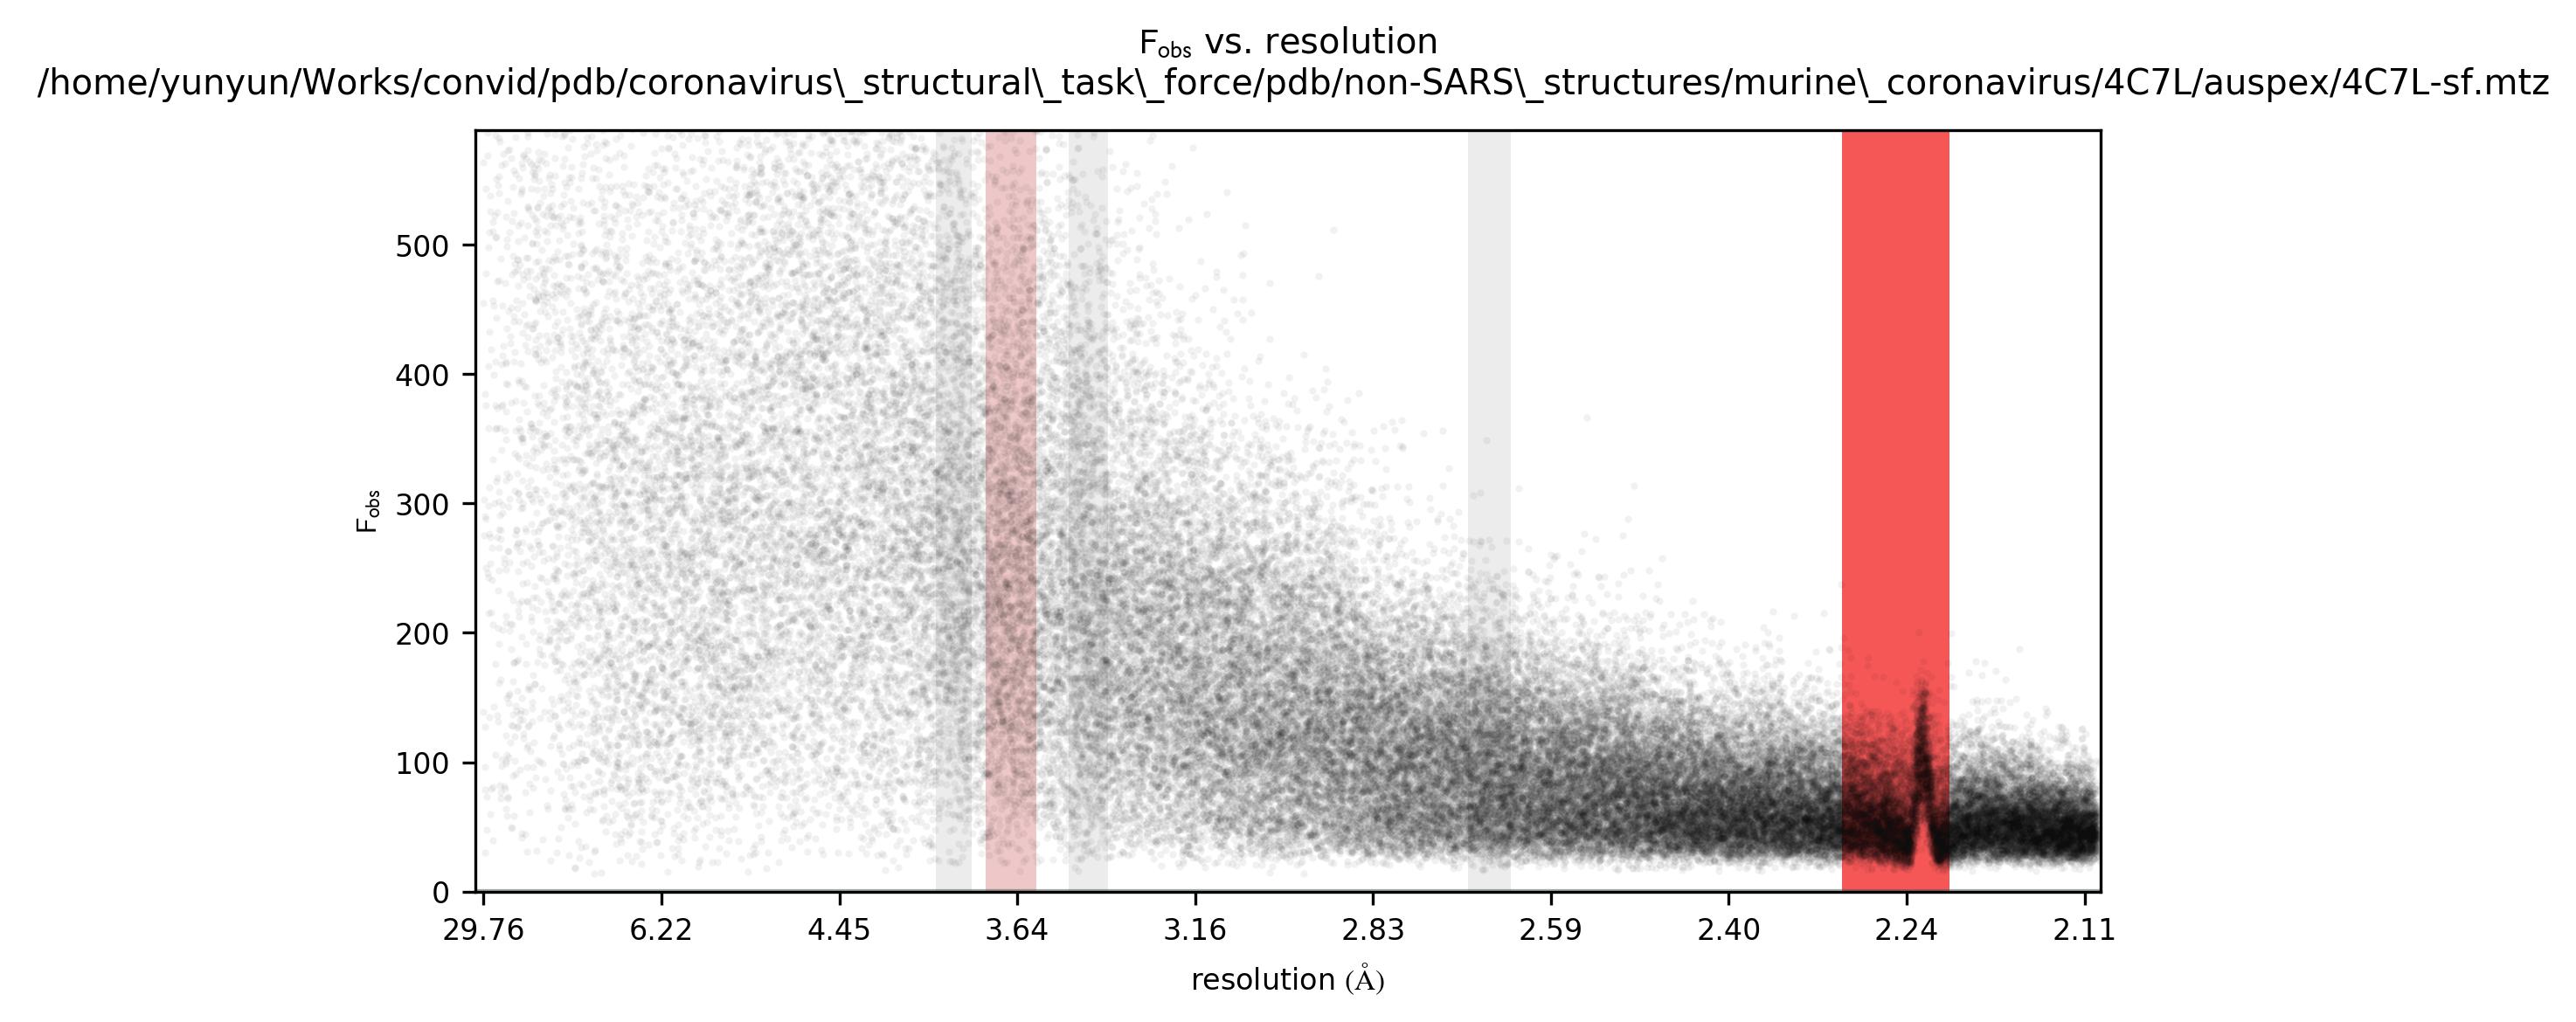 Fobs vs. resolution
/home/yunyun/Works/convid/pdb/coronavirus\_structural\_task\_force/pdb/non-SARS\_structures/murine\_coronavirus/4C7L/auspex/4C7L-sf.mtz
Fobs
500
400
300
200
100
0
29.76 6.22 4.45 3.64 3.16 2.83 2.59 2.40 2.24 2.11
resolution (Å)